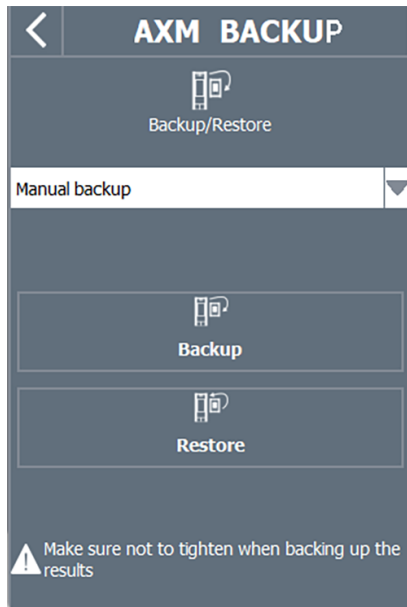 AXM BACKUP
Backup/Restore
Manual backup
Backup
Restore
Make sure not to tighten when backing up the
results